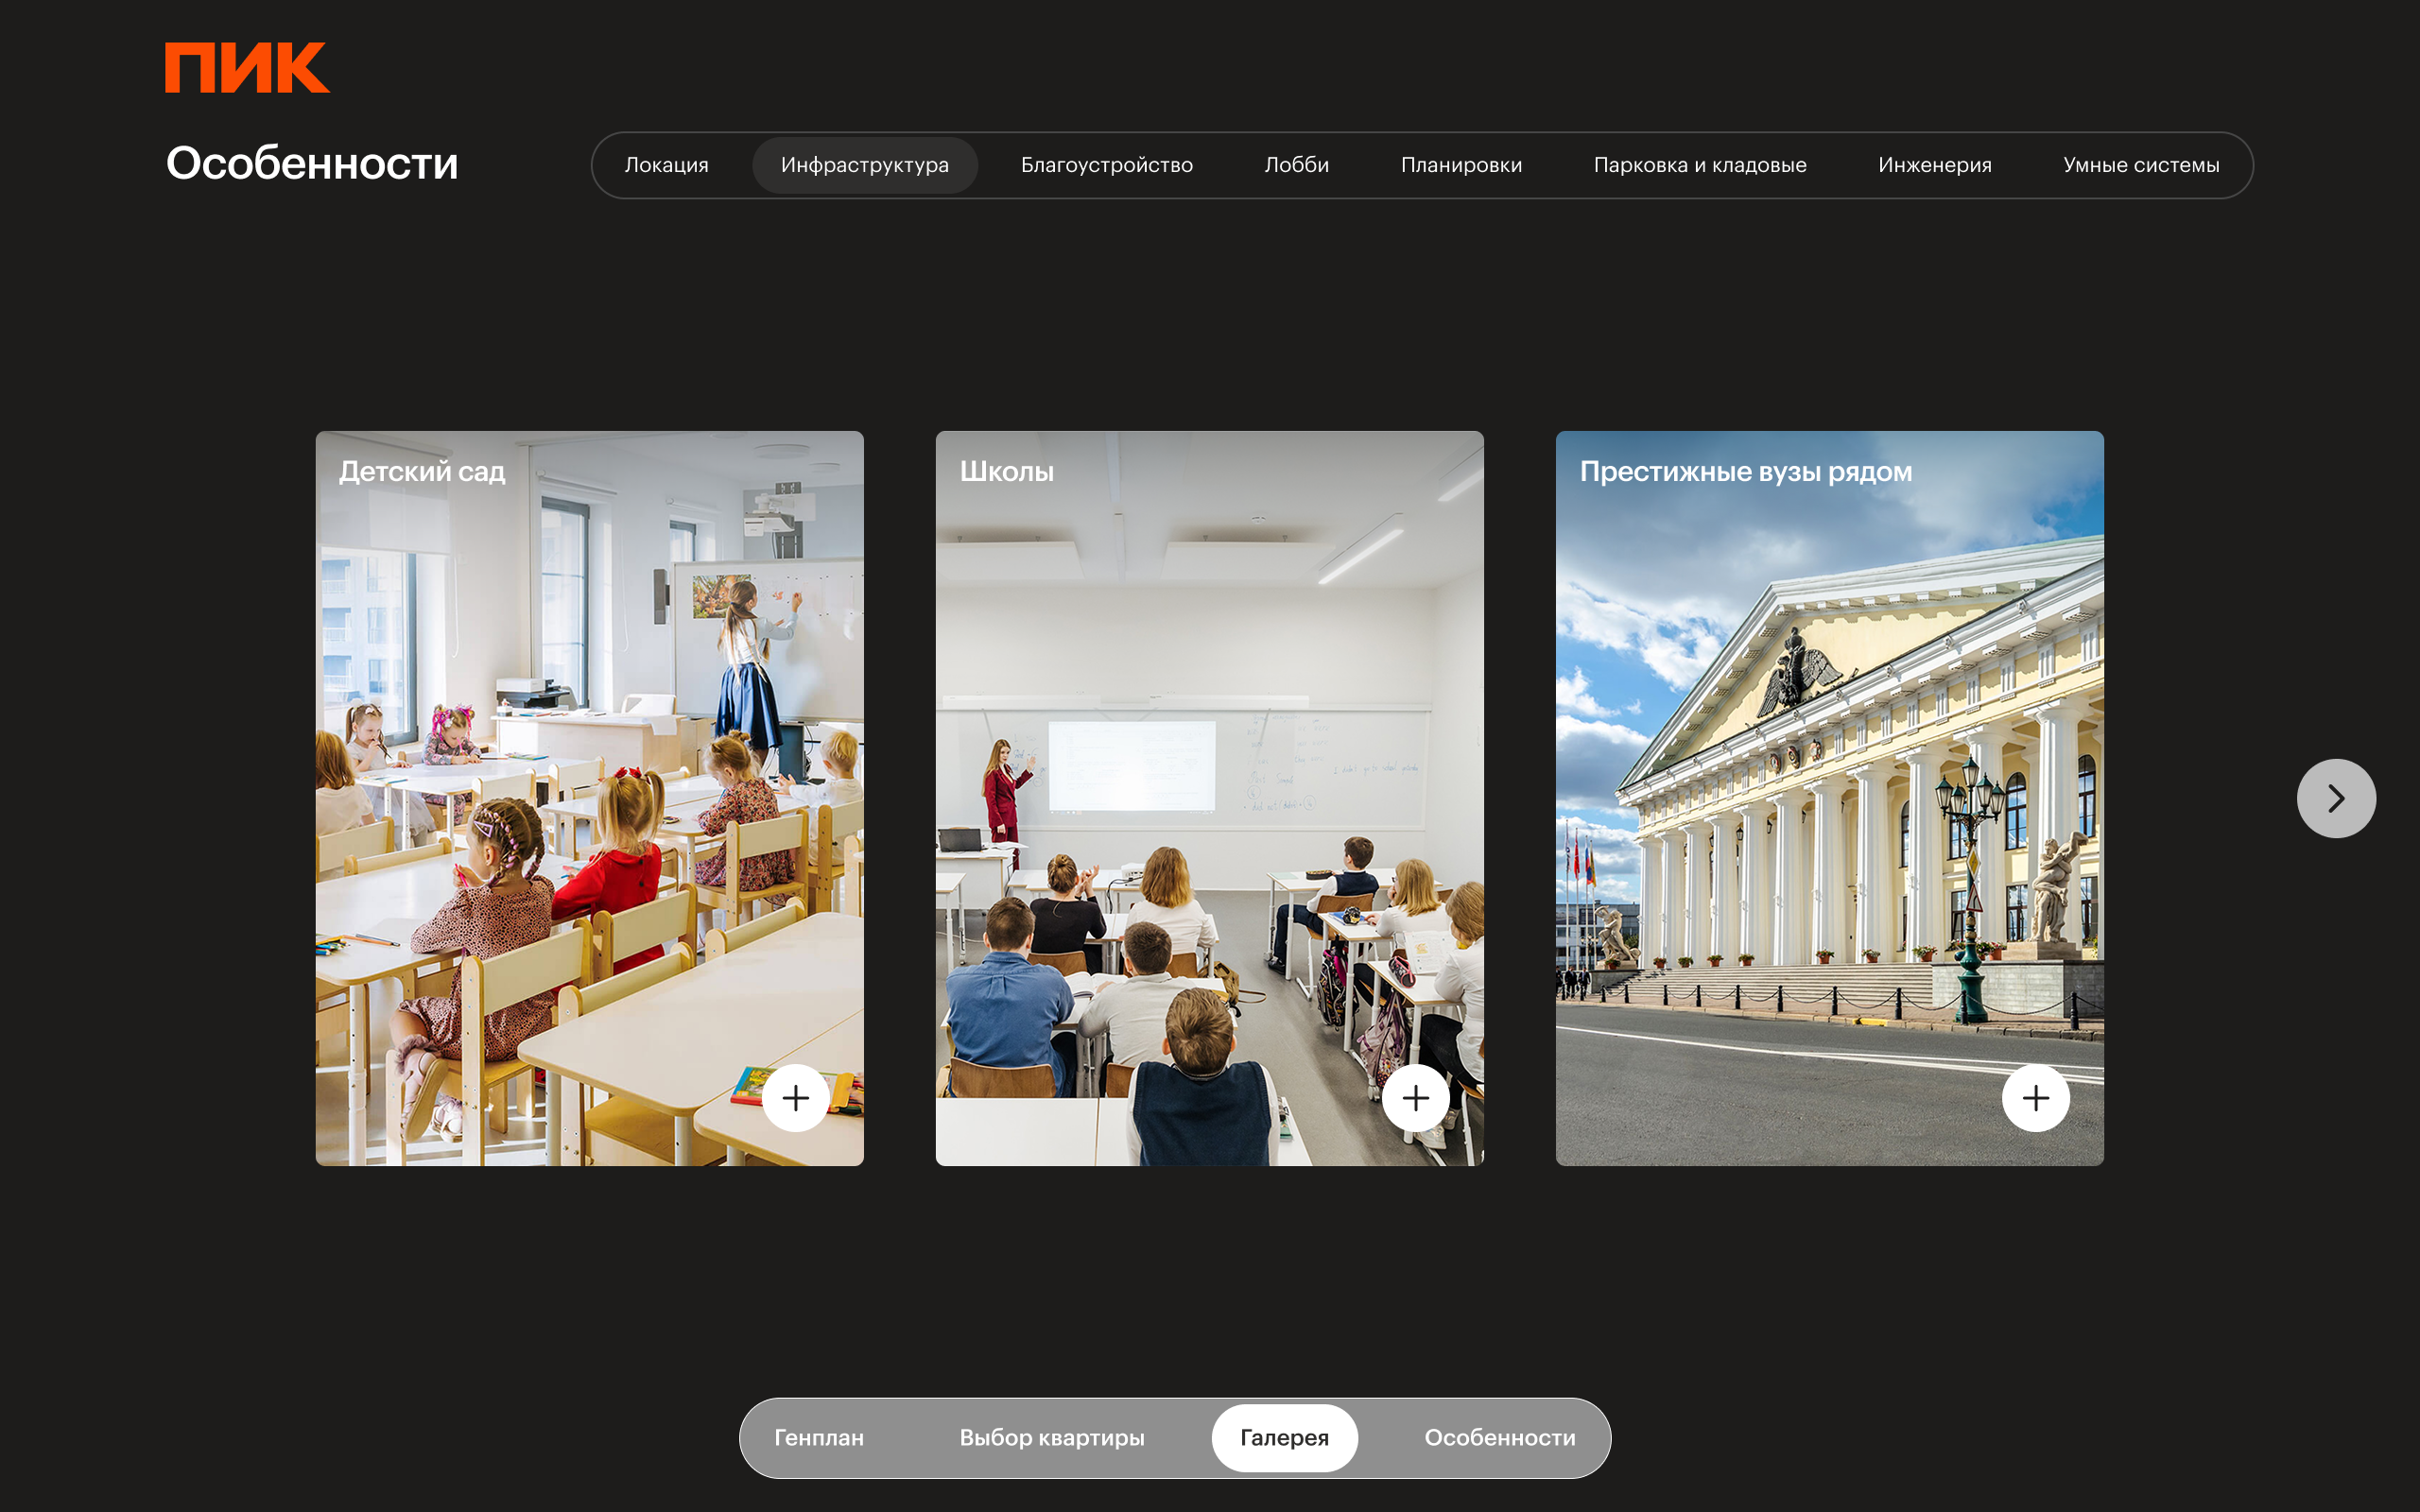 ПИК
Особенности
Локация
Инфраструктура
Благоустройство
Лобби
Планировки
Парковка и кладовые
Инженерия
Умные системы
Детский сад
Школы
Престижные вузы рядом
Генплан
Выбор квартиры
Галерея
Особенности